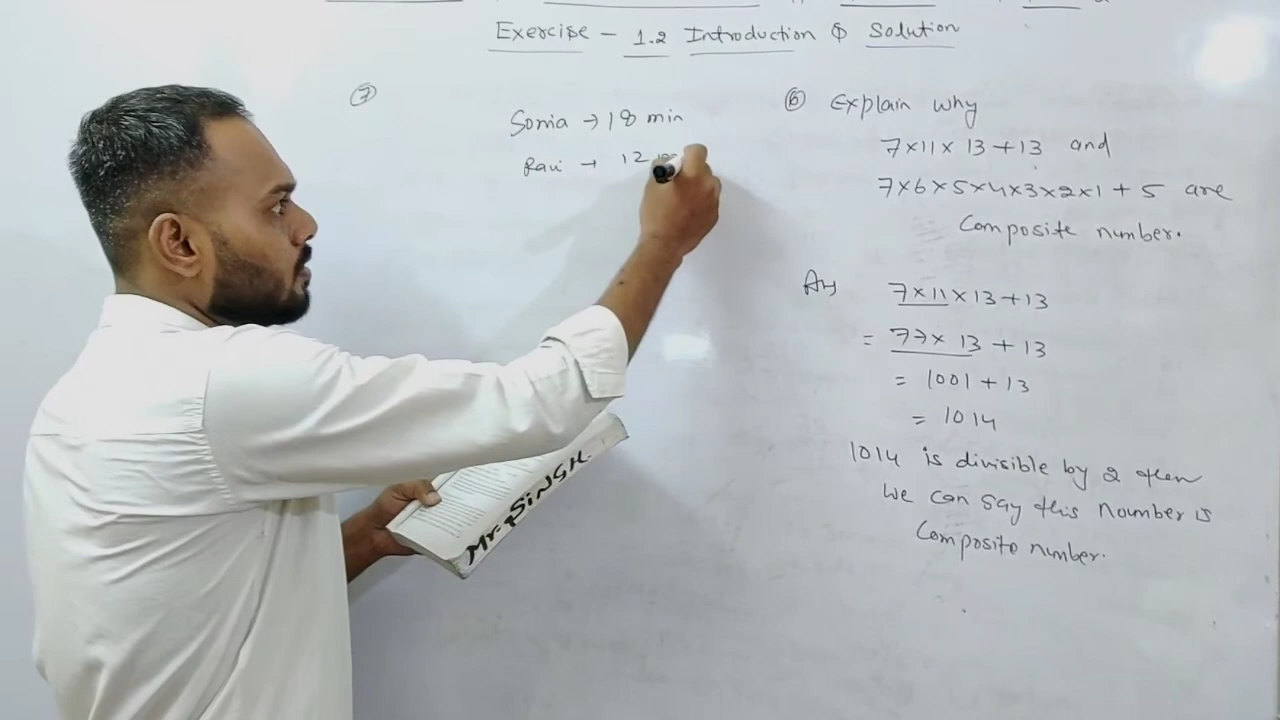 Exercise - 1.2 Introduction & Solution
⑦
Sonia → 18 min
Ravi → 12
⑥ Explain why
7×11×13+13 and
7×6×5×4×3×2×1+5 are
Composite number.
Ans 7×11×13+13
= 77×13+13
= 1001+13
= 1014
1014 is divisible by 2 then
we can say this noumber is
Composite number.
Mr. SINGH.